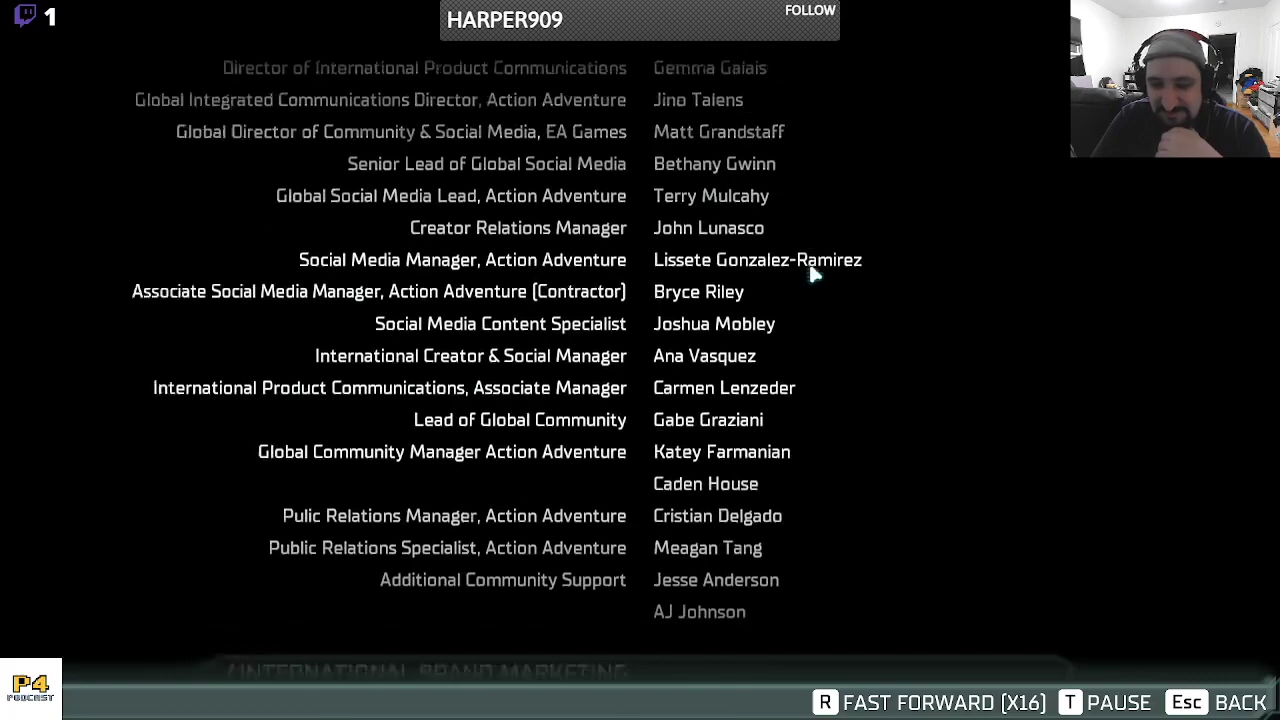 1
HARPER909
FOLLOW
Director of International Product Communications Gemma Galais
Global Integrated Communications Director, Action Adventure Jino Talens
Global Director of Community & Social Media, EA Games Matt Grandstaff
Senior Lead of Global Social Media Bethany Gwinn
Global Social Media Lead, Action Adventure Terry Mulcahy
Creator Relations Manager John Lunasco
Social Media Manager, Action Adventure Lissete Gonzalez-Ramirez
Associate Social Media Manager, Action Adventure (Contractor) Bryce Riley
Social Media Content Specialist Joshua Mobley
International Creator & Social Manager Ana Vasquez
International Product Communications, Associate Manager Carmen Lenzeder
Lead of Global Community Gabe Graziani
Global Community Manager Action Adventure Katey Farmanian
Caden House
Pulic Relations Manager, Action Adventure Cristian Delgado
Public Relations Specialist, Action Adventure Meagan Tang
Additional Community Support Jesse Anderson
AJ Johnson
/INTERNATIONAL BRAND MARKETING
P4
PODCAST
R FAST FORWARD (X16) T PAUSE Esc BACK